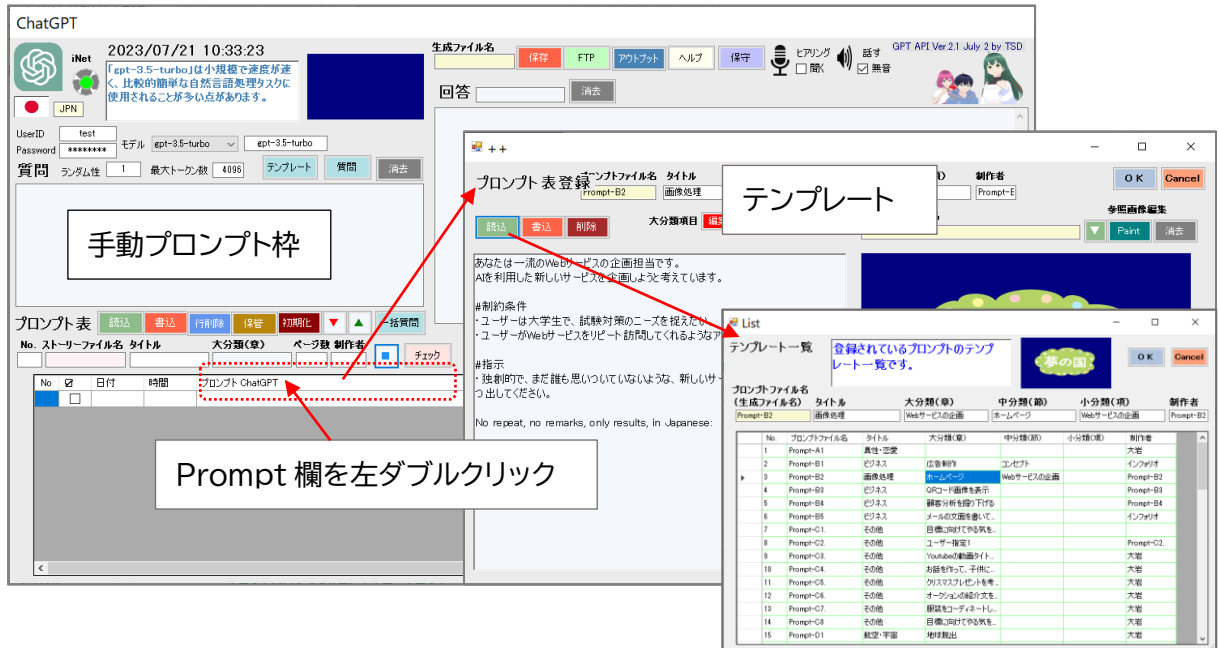 ChatGPT
iNet
2023/07/21 10:33:23
「gpt-3.5-turbo」は小規模で速度が速
く、比較的簡単な自然言語処理タスクに
使用されることが多い点があります。
JPN
UserID test
Password ********
モデル gpt-3.5-turbo gpt-3.5-turbo
質問 ランダム性 1 最大トークン数 4096 テンプレート 質問 消去
手動プロンプト枠
生成ファイル名 保存 FTP アウトプット ヘルプ 保守 ヒアリング 話す
□聞く ☑無音
GPT API Ver.2.1 July 2 by TSD
回答 消去
プロンプト表 読込 書込 行削除 保管 初期化 ▼ ▲ 一括質問
No. ストーリーファイル名 タイトル 大分類(章) ページ数 制作者 チェック
No ☑ 日付 時間 プロンプト ChatGPT
Prompt 欄を左ダブルクリック
++
プロンプト表登録
プロンプトファイル名 タイトル 制作者
Prompt-B2 画像処理 Prompt-E
OK Cancel
テンプレート
読込 書込 削除 大分類項目
参照画像編集
Paint 消去
あなたは一流のWebサービスの企画担当です。
AIを利用した新しいサービスを企画しようと考えています。
#制約条件
・ユーザーは大学生で、試験対策のニーズを捉えたい。
・ユーザーがWebサービスをリピート訪問してくれるようなア
#指示
・独創的で、まだ誰も思いついていないような、新しいサー
つ出してください。
No repeat, no remarks, only results, in Japanese:
List
テンプレート一覧
登録されているプロンプトのテンプ
レート一覧です。
夢の国
OK Cancel
プロンプトファイル名
(生成ファイル名) タイトル 大分類(章) 中分類(節) 小分類(項) 制作者
Prompt-B2 画像処理 Webサービスの企画 ホームページ Webサービスの企画 Prompt-B2
No. プロンプトファイル名 タイトル 大分類(章) 中分類(節) 小分類(項) 制作者
1 Prompt-A1 異性・恋愛 大岩
2 Prompt-B1 ビジネス 広告制作 コンセプト インフォリオ
3 Prompt-B2 画像処理 ホームページ Webサービスの企画 Prompt-B2
4 Prompt-B3 ビジネス QRコード画像を表示 Prompt-B3
5 Prompt-B4 ビジネス 顧客分析を掘り下げる Prompt-B4
6 Prompt-B5 ビジネス メールの文面を書いて... インフォリオ
7 Prompt-C1. その他 目標に向けてやる気を... 大岩
8 Prompt-C2. その他 ユーザー指定1 Prompt-C2.
9 Prompt-C3. その他 Youtubeの動画タイト... 大岩
10 Prompt-C4. その他 お話を作って、子供に... 大岩
11 Prompt-C5. その他 クリスマスプレゼントを考... 大岩
12 Prompt-C6. その他 オークションの紹介文を... 大岩
13 Prompt-C7. その他 服装をコーディネートし... 大岩
14 Prompt-C8 その他 目標に向けてやる気を... 大岩
15 Prompt-D1 航空・宇宙 地球脱出 大岩